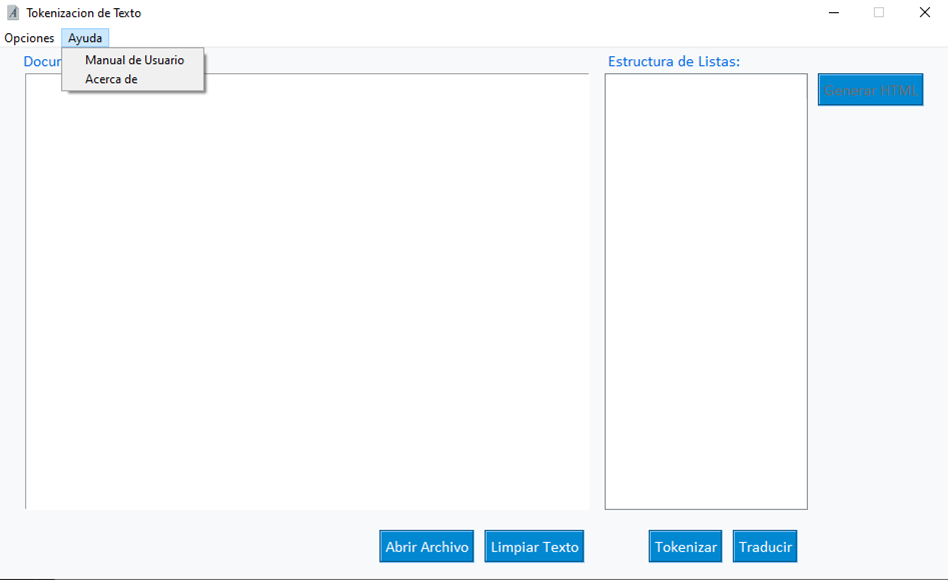 Tokenizacion de Texto
Opciones Ayuda
Manual de Usuario
Acerca de
Estructura de Listas:
Generar HTML
Abrir Archivo Limpiar Texto Tokenizar Traducir